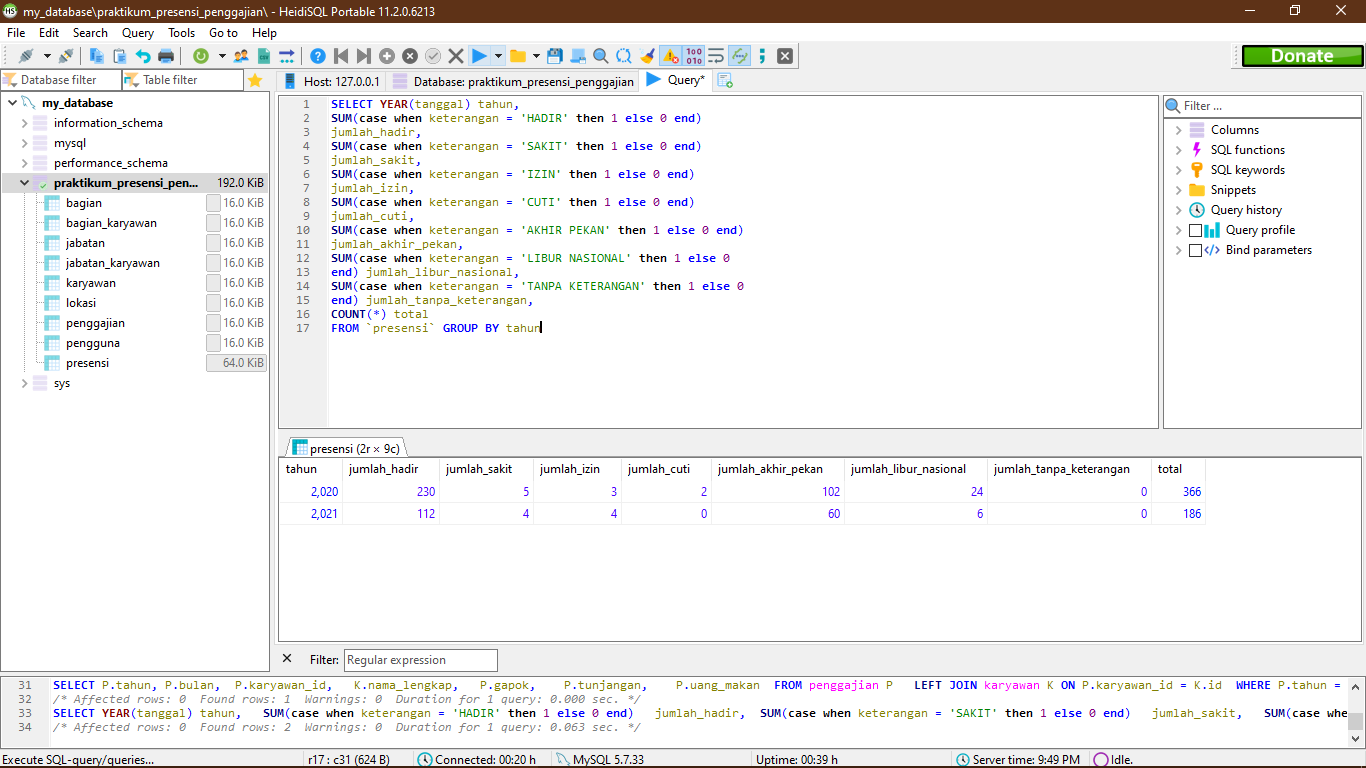 my_database\praktikum_presensi_penggajian\ - HeidiSQL Portable 11.2.0.6213
File Edit Search Query Tools Go to Help
Donate
Database filter
Table filter
Host: 127.0.0.1
Database: praktikum_presensi_penggajian
Query*
my_database
information_schema
mysql
performance_schema
praktikum_presensi_pen... 192.0 KiB
bagian 16.0 KiB
bagian_karyawan 16.0 KiB
jabatan 16.0 KiB
jabatan_karyawan 16.0 KiB
karyawan 16.0 KiB
lokasi 16.0 KiB
penggajian 16.0 KiB
pengguna 16.0 KiB
presensi 64.0 KiB
sys
1 SELECT YEAR(tanggal) tahun,
2 SUM(case when keterangan = 'HADIR' then 1 else 0 end)
3 jumlah_hadir,
4 SUM(case when keterangan = 'SAKIT' then 1 else 0 end)
5 jumlah_sakit,
6 SUM(case when keterangan = 'IZIN' then 1 else 0 end)
7 jumlah_izin,
8 SUM(case when keterangan = 'CUTI' then 1 else 0 end)
9 jumlah_cuti,
10 SUM(case when keterangan = 'AKHIR PEKAN' then 1 else 0 end)
11 jumlah_akhir_pekan,
12 SUM(case when keterangan = 'LIBUR NASIONAL' then 1 else 0
13 end) jumlah_libur_nasional,
14 SUM(case when keterangan = 'TANPA KETERANGAN' then 1 else 0
15 end) jumlah_tanpa_keterangan,
16 COUNT(*) total
17 FROM `presensi` GROUP BY tahun
Filter ...
Columns
SQL functions
SQL keywords
Snippets
Query history
Query profile
Bind parameters
presensi (2r × 9c)
tahun jumlah_hadir jumlah_sakit jumlah_izin jumlah_cuti jumlah_akhir_pekan jumlah_libur_nasional jumlah_tanpa_keterangan total
2,020 230 5 3 2 102 24 0 366
2,021 112 4 4 0 60 6 0 186
Filter: Regular expression
31 SELECT P.tahun, P.bulan, P.karyawan_id, K.nama_lengkap, P.gapok, P.tunjangan, P.uang_makan FROM penggajian P LEFT JOIN karyawan K ON P.karyawan_id = K.id WHERE P.tahun =
32 /* Affected rows: 0 Found rows: 1 Warnings: 0 Duration for 1 query: 0.000 sec. */
33 SELECT YEAR(tanggal) tahun, SUM(case when keterangan = 'HADIR' then 1 else 0 end) jumlah_hadir, SUM(case when keterangan = 'SAKIT' then 1 else 0 end) jumlah_sakit, SUM(case whe
34 /* Affected rows: 0 Found rows: 2 Warnings: 0 Duration for 1 query: 0.063 sec. */
Execute SQL-query/queries... r17 : c31 (624 B) Connected: 00:20 h MySQL 5.7.33 Uptime: 00:39 h Server time: 9:49 PM Idle.